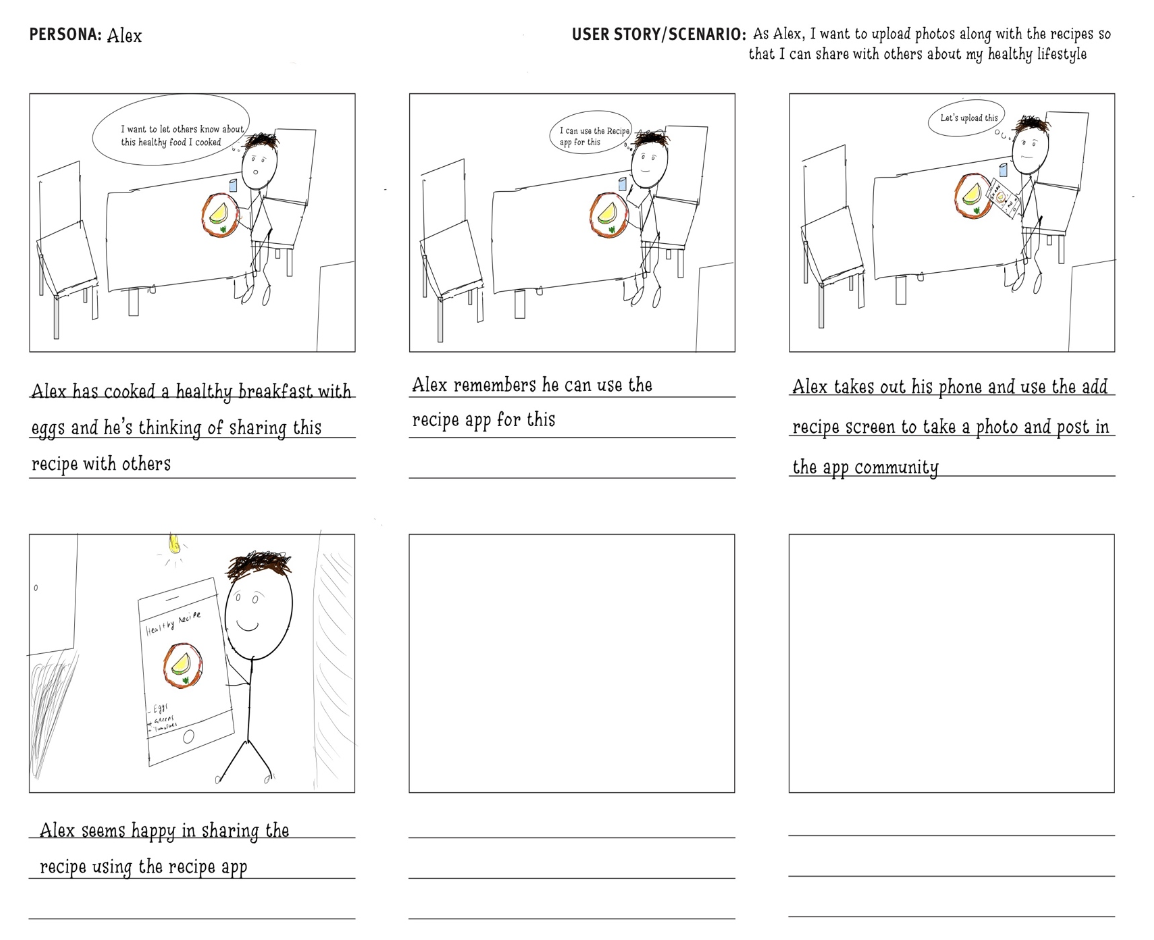 PERSONA: Alex
USER STORY/SCENARIO: As Alex, I want to upload photos along with the recipes so
that I can share with others about my healthy lifestyle
I want to let others know about
this healthy food I cooked
I can use the Recipe
app for this
Let's upload this
Alex has cooked a healthy breakfast with
eggs and he's thinking of sharing this
recipe with others
Alex remembers he can use the
recipe app for this
Alex takes out his phone and use the add
recipe screen to take a photo and post in
the app community
Healthy Recipe
- Eggs
- Greens
- Tomatoes
Alex seems happy in sharing the
recipe using the recipe app